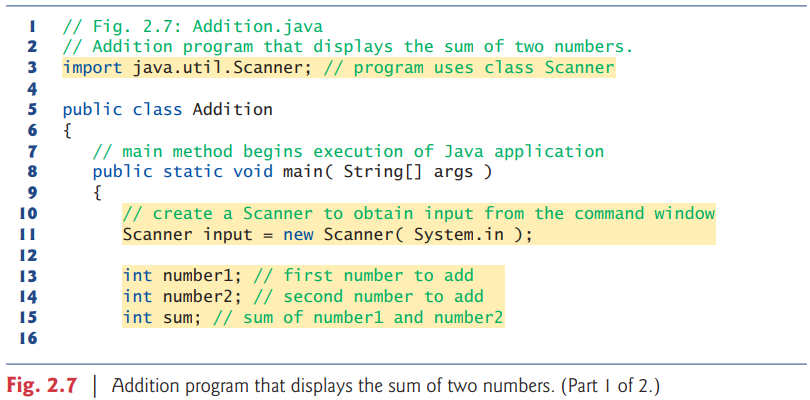 1 // Fig. 2.7: Addition.java
2 // Addition program that displays the sum of two numbers.
3 import java.util.Scanner; // program uses class Scanner
4
5 public class Addition
6 {
7 // main method begins execution of Java application
8 public static void main( String[] args )
9 {
10 // create a Scanner to obtain input from the command window
11 Scanner input = new Scanner( System.in );
12
13 int number1; // first number to add
14 int number2; // second number to add
15 int sum; // sum of number1 and number2
16
Fig. 2.7 | Addition program that displays the sum of two numbers. (Part 1 of 2.)